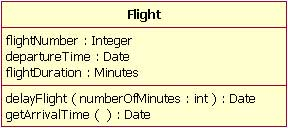 Flight
flightNumber : Integer
departureTime : Date
flightDuration : Minutes
delayFlight ( numberOfMinutes : int ) : Date
getArrivalTime ( ) : Date